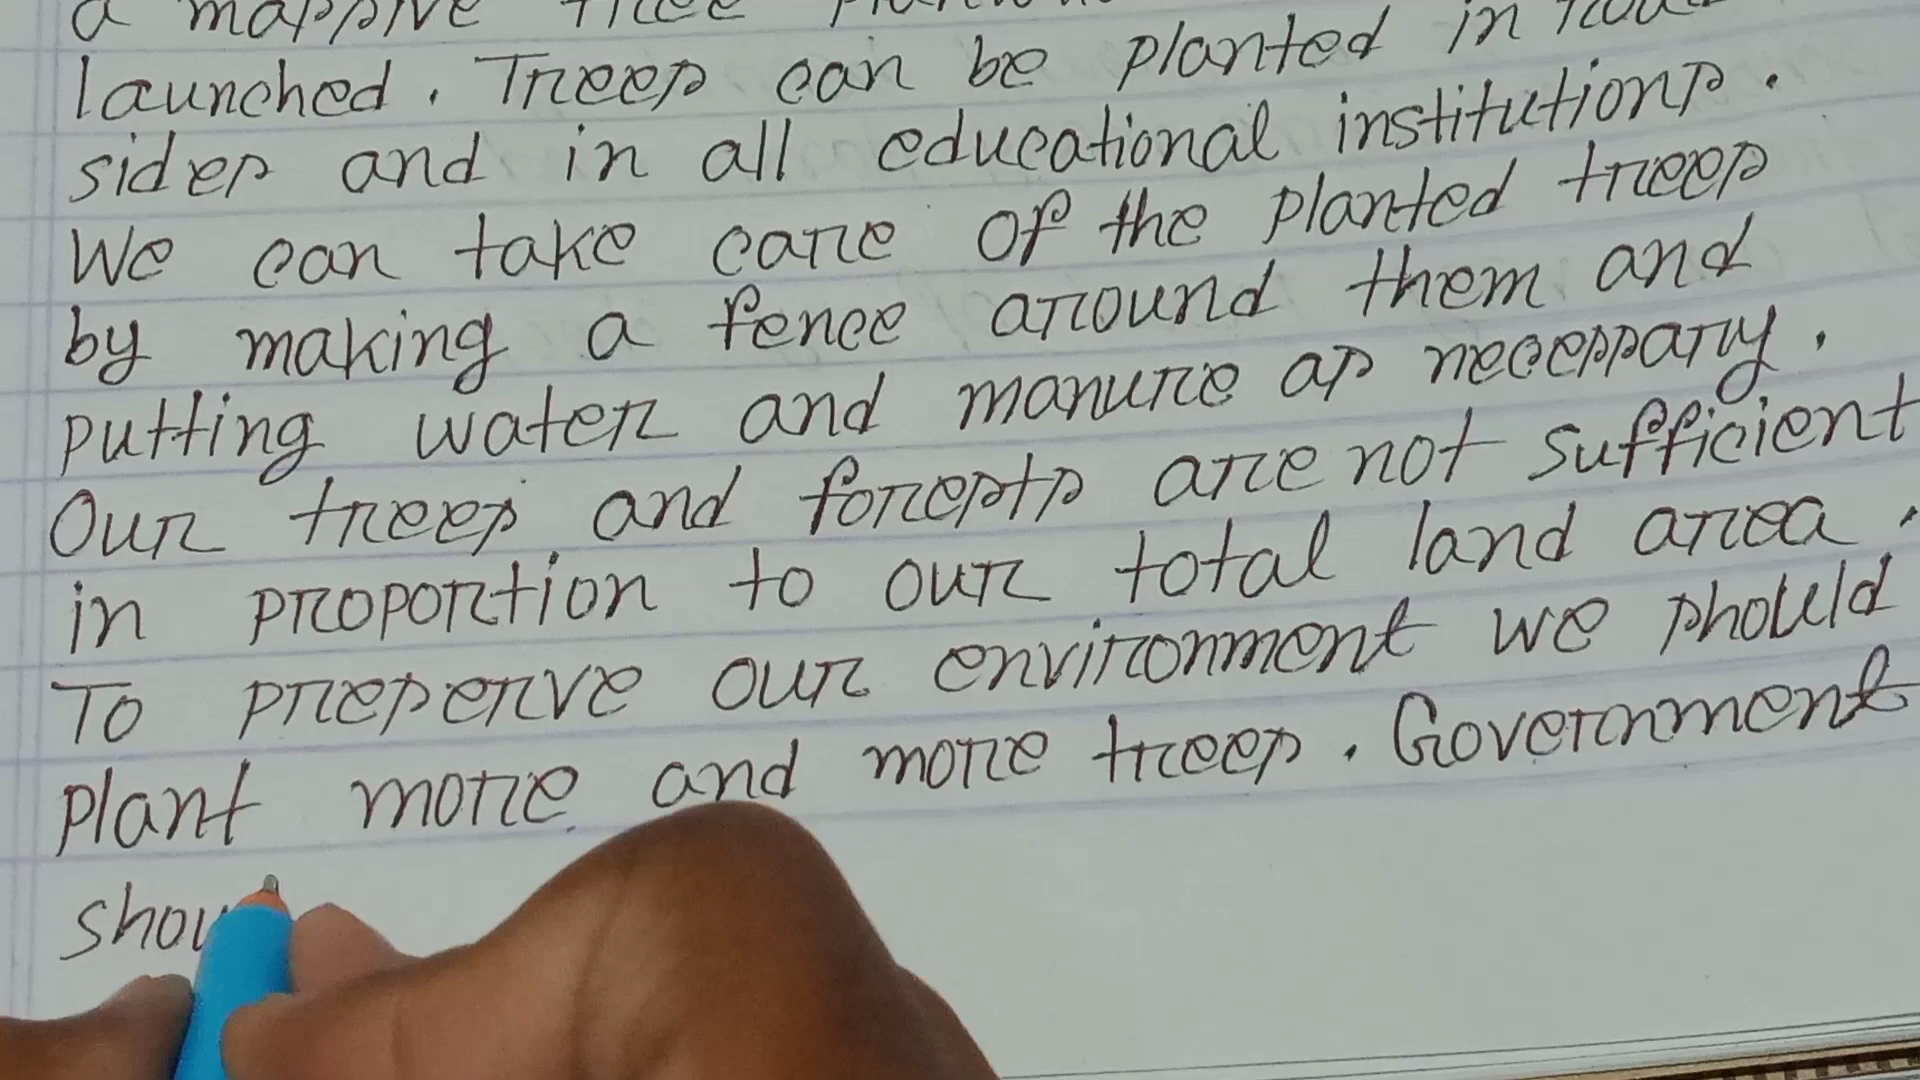 a massive tree
launched. Trees can be planted in road
sides and in all educational institutions.
We can take care of the planted trees
by making a fence around them and
putting water and manure as necessary.
Our trees and forests are not sufficient
in proportion to our total land area.
To preserve our environment we should
plant more and more trees. Government
shou